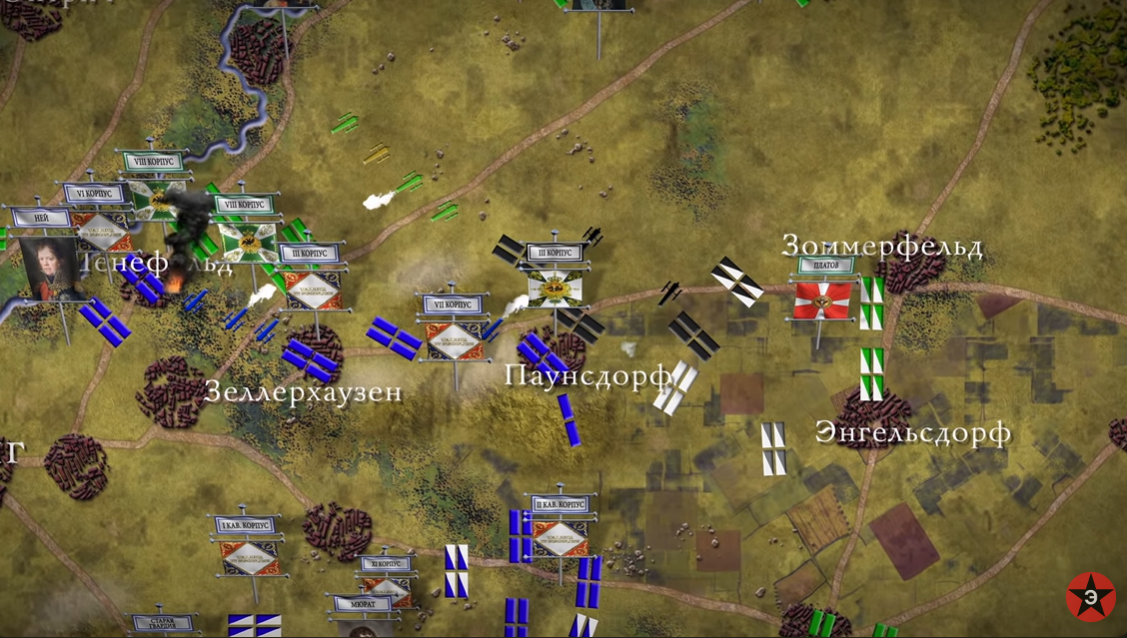 VIII КОРПУС
VI КОРПУС
VIII КОРПУС
НЕЙ
III КОРПУС
III КОРПУС
VII КОРПУС
ПЛАТОВ
Зоммерфельд
Паунсдорф
Зеллерхаузен
Энгельсдорф
Г
II КАВ. КОРПУС
I КАВ. КОРПУС
XI КОРПУС
МЮРАТ
СТАРАЯ
ГВАРДИЯ
Э